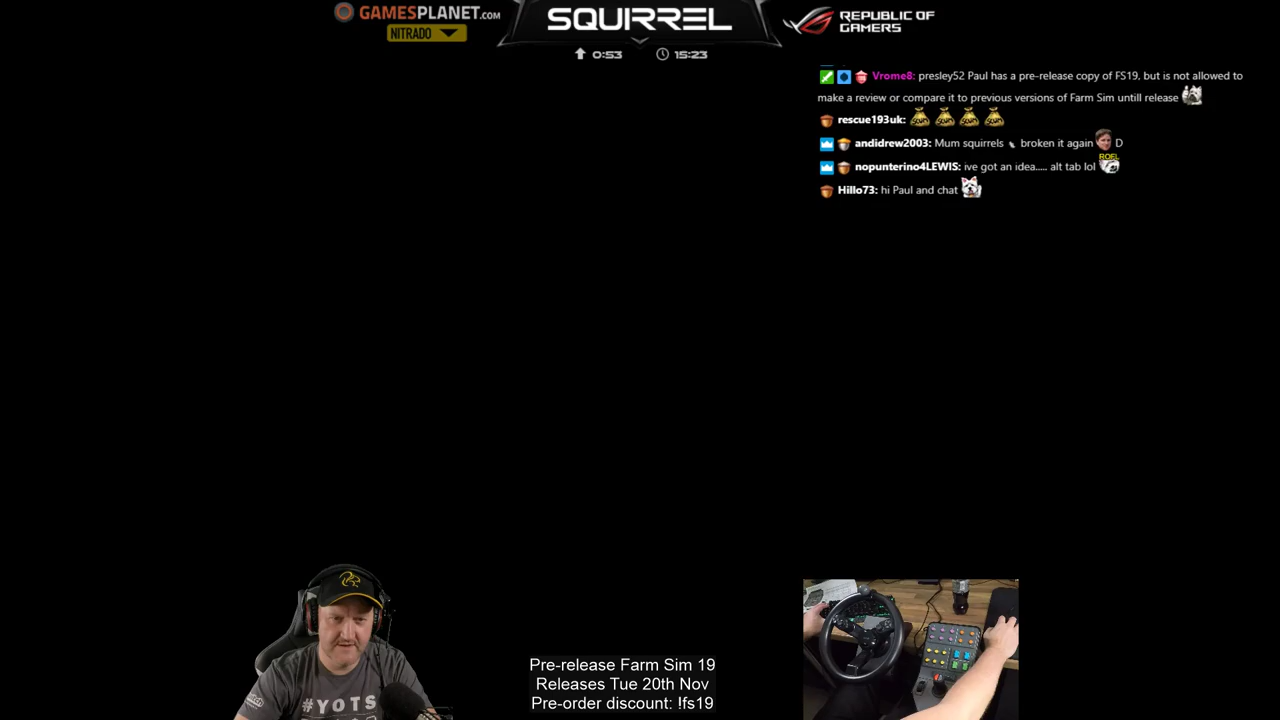 GAMESPLANET.COM
NITRADO
SQUIRREL
REPUBLIC OF
GAMERS
0:53
15:23
Vrome8: presley52 Paul has a pre-release copy of FS19, but is not allowed to
make a review or compare it to previous versions of Farm Sim untill release
rescue193uk:
andidrew2003: Mum squirrels broken it again D
nopunterino4LEWIS: ive got an idea..... alt tab lol ROFL
Hillo73: hi Paul and chat
#YOTS
Pre-release Farm Sim 19
Releases Tue 20th Nov
Pre-order discount: !fs19